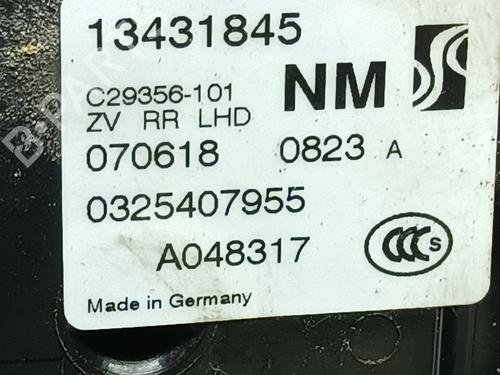 13431845
C29356-101
NM
ZV RR LHD
070618 0823 A
0325407955
A048317
CCC S
Made in Germany